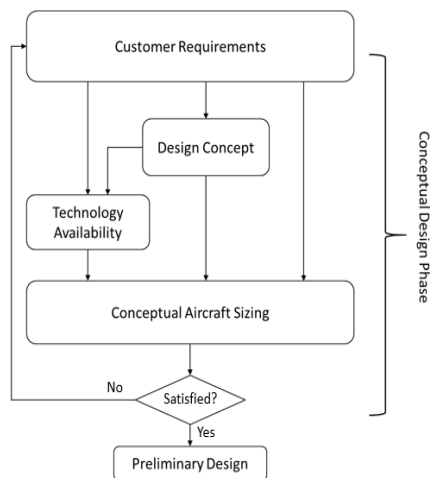 Customer Requirements
Design Concept
Technology
Availability
Conceptual Aircraft Sizing
Satisfied?
No
Yes
Preliminary Design
Conceptual Design Phase